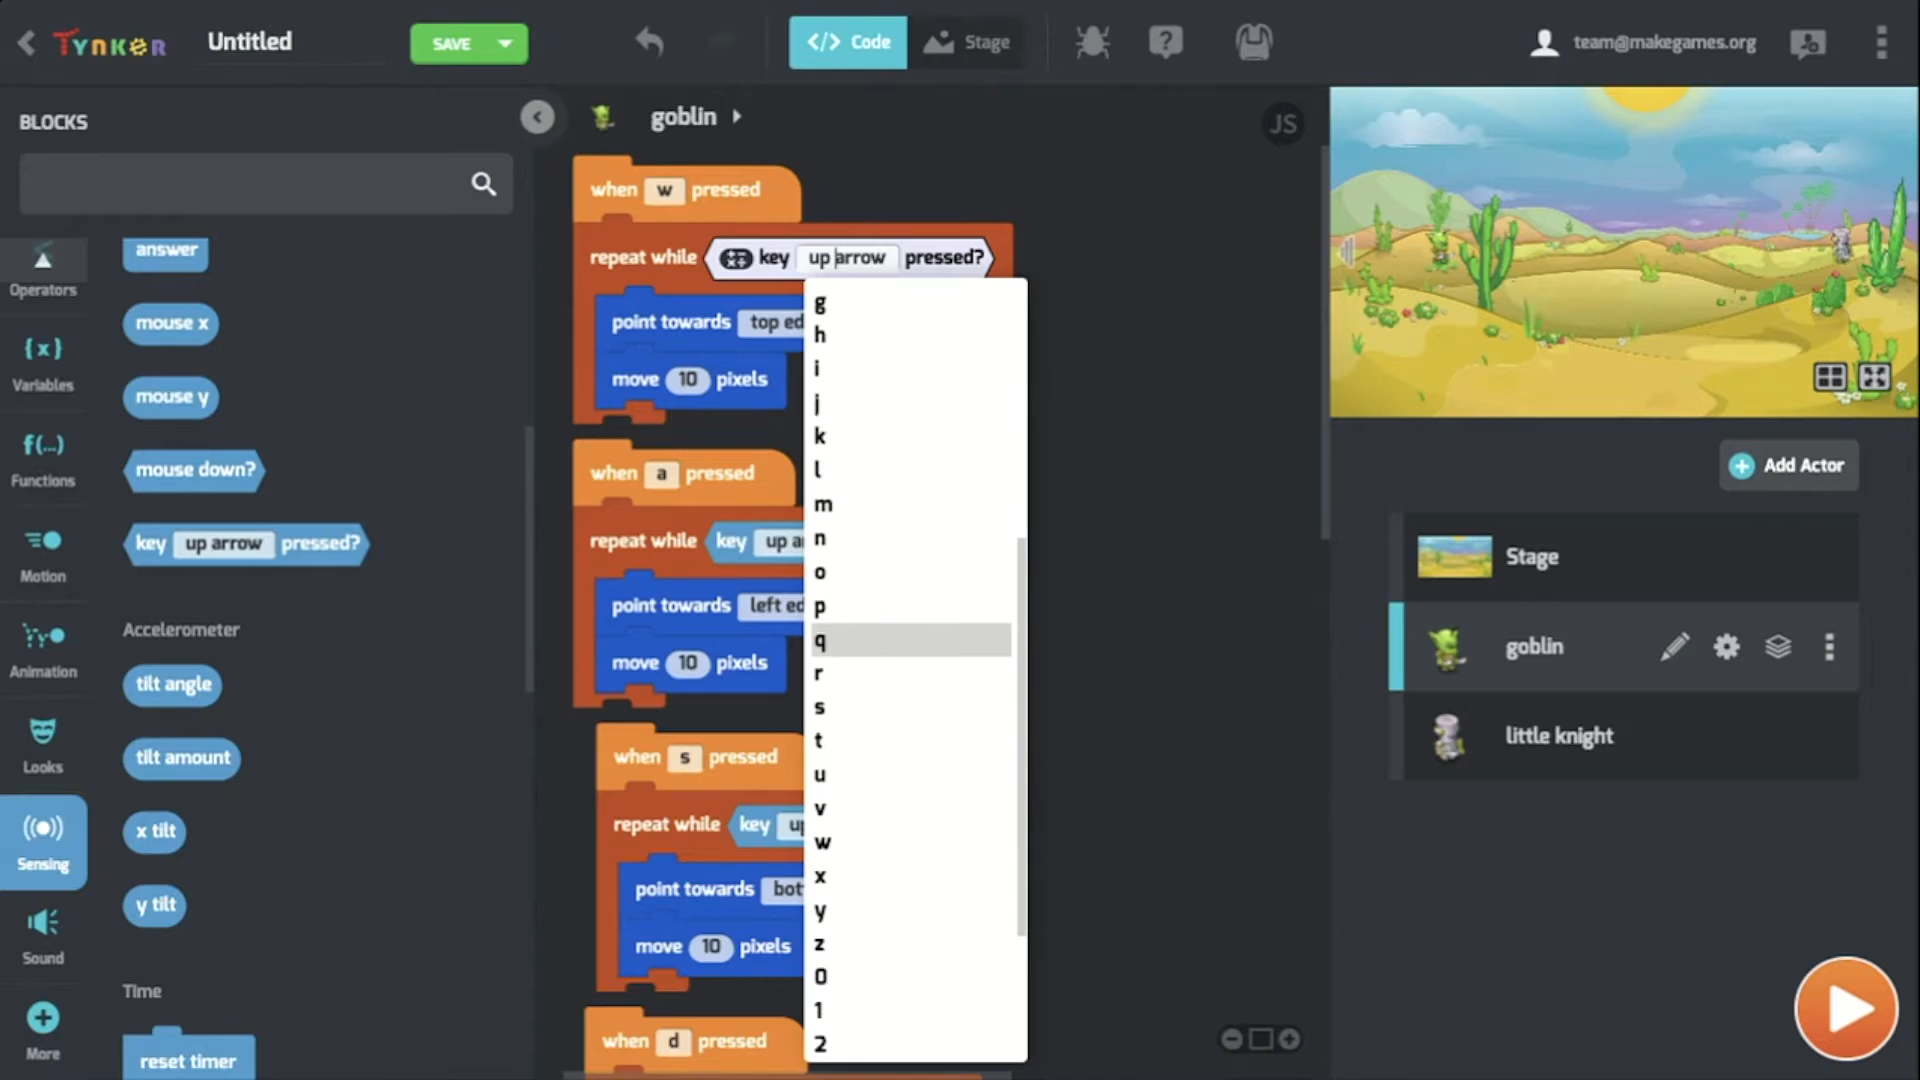 TYNKER
Untitled
SAVE
</> Code
Stage
team@makegames.org
BLOCKS
Operators
{x}
Variables
f(...)
Functions
Motion
Animation
Looks
Sensing
Sound
More
answer
mouse x
mouse y
mouse down?
key up arrow pressed?
Accelerometer
tilt angle
tilt amount
x tilt
y tilt
Time
reset timer
goblin
JS
when w pressed
repeat while key up arrow pressed?
point towards top ed
move 10 pixels
when a pressed
repeat while key up a
point towards left ed
move 10 pixels
when s pressed
repeat while key up
point towards bot
move 10 pixels
when d pressed
g
h
i
j
k
l
m
n
o
p
q
r
s
t
u
v
w
x
y
z
0
1
2
Add Actor
Stage
goblin
little knight